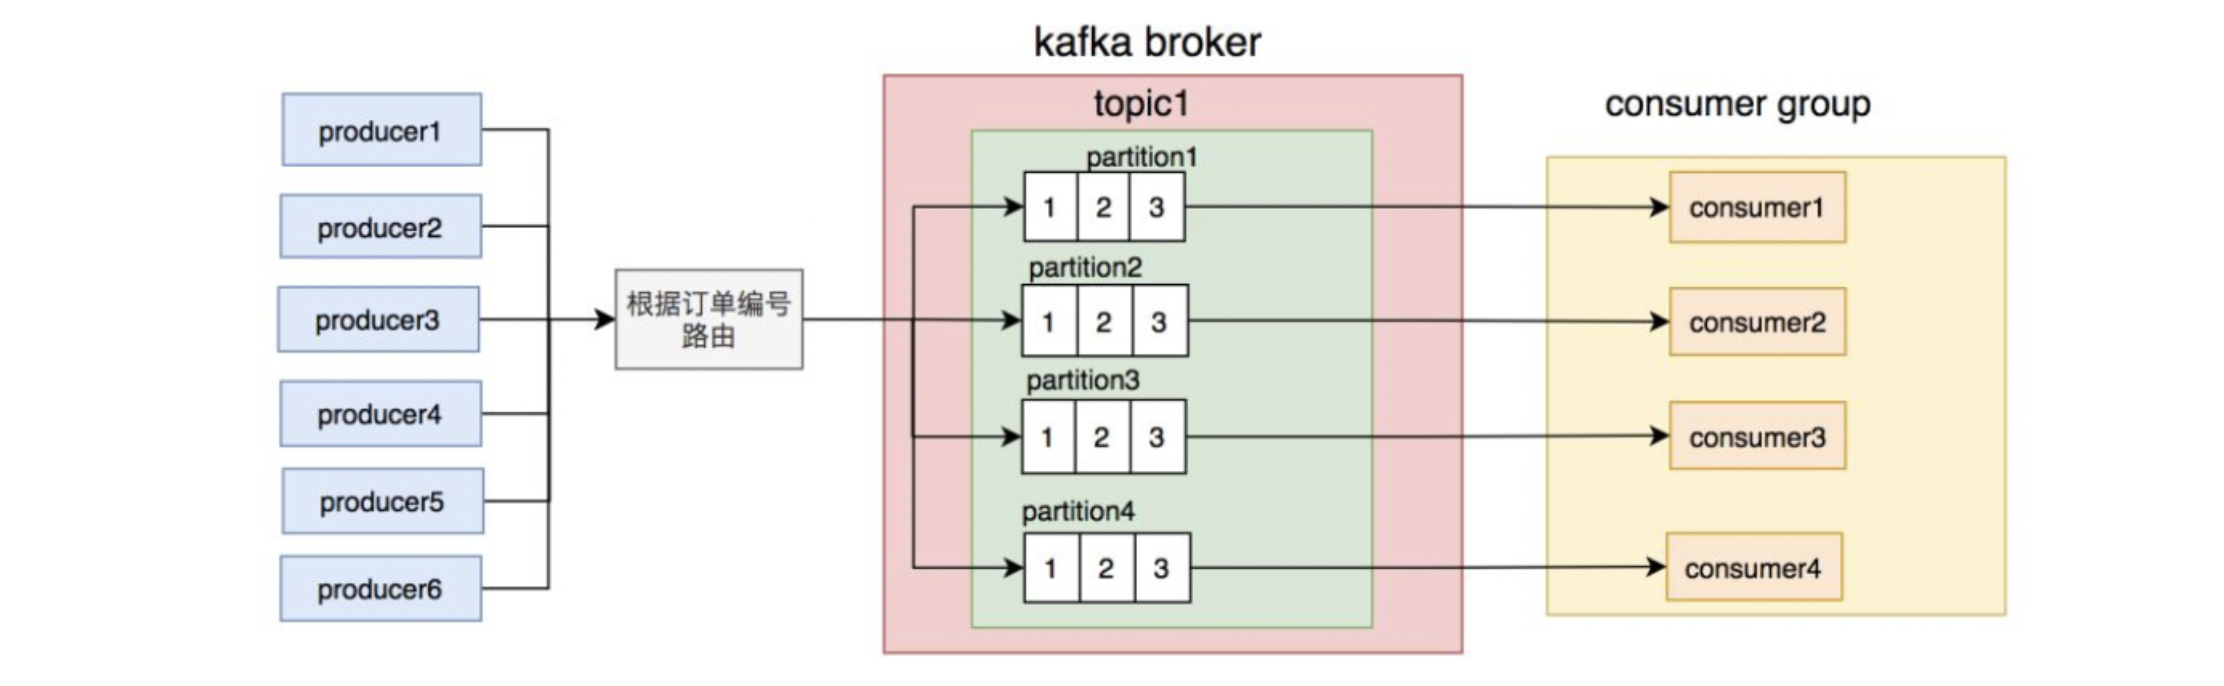 kafka broker
topic1
consumer group
producer1
producer2
producer3
producer4
producer5
producer6
根据订单编号
路由
partition1
1 2 3
partition2
1 2 3
partition3
1 2 3
partition4
1 2 3
consumer1
consumer2
consumer3
consumer4